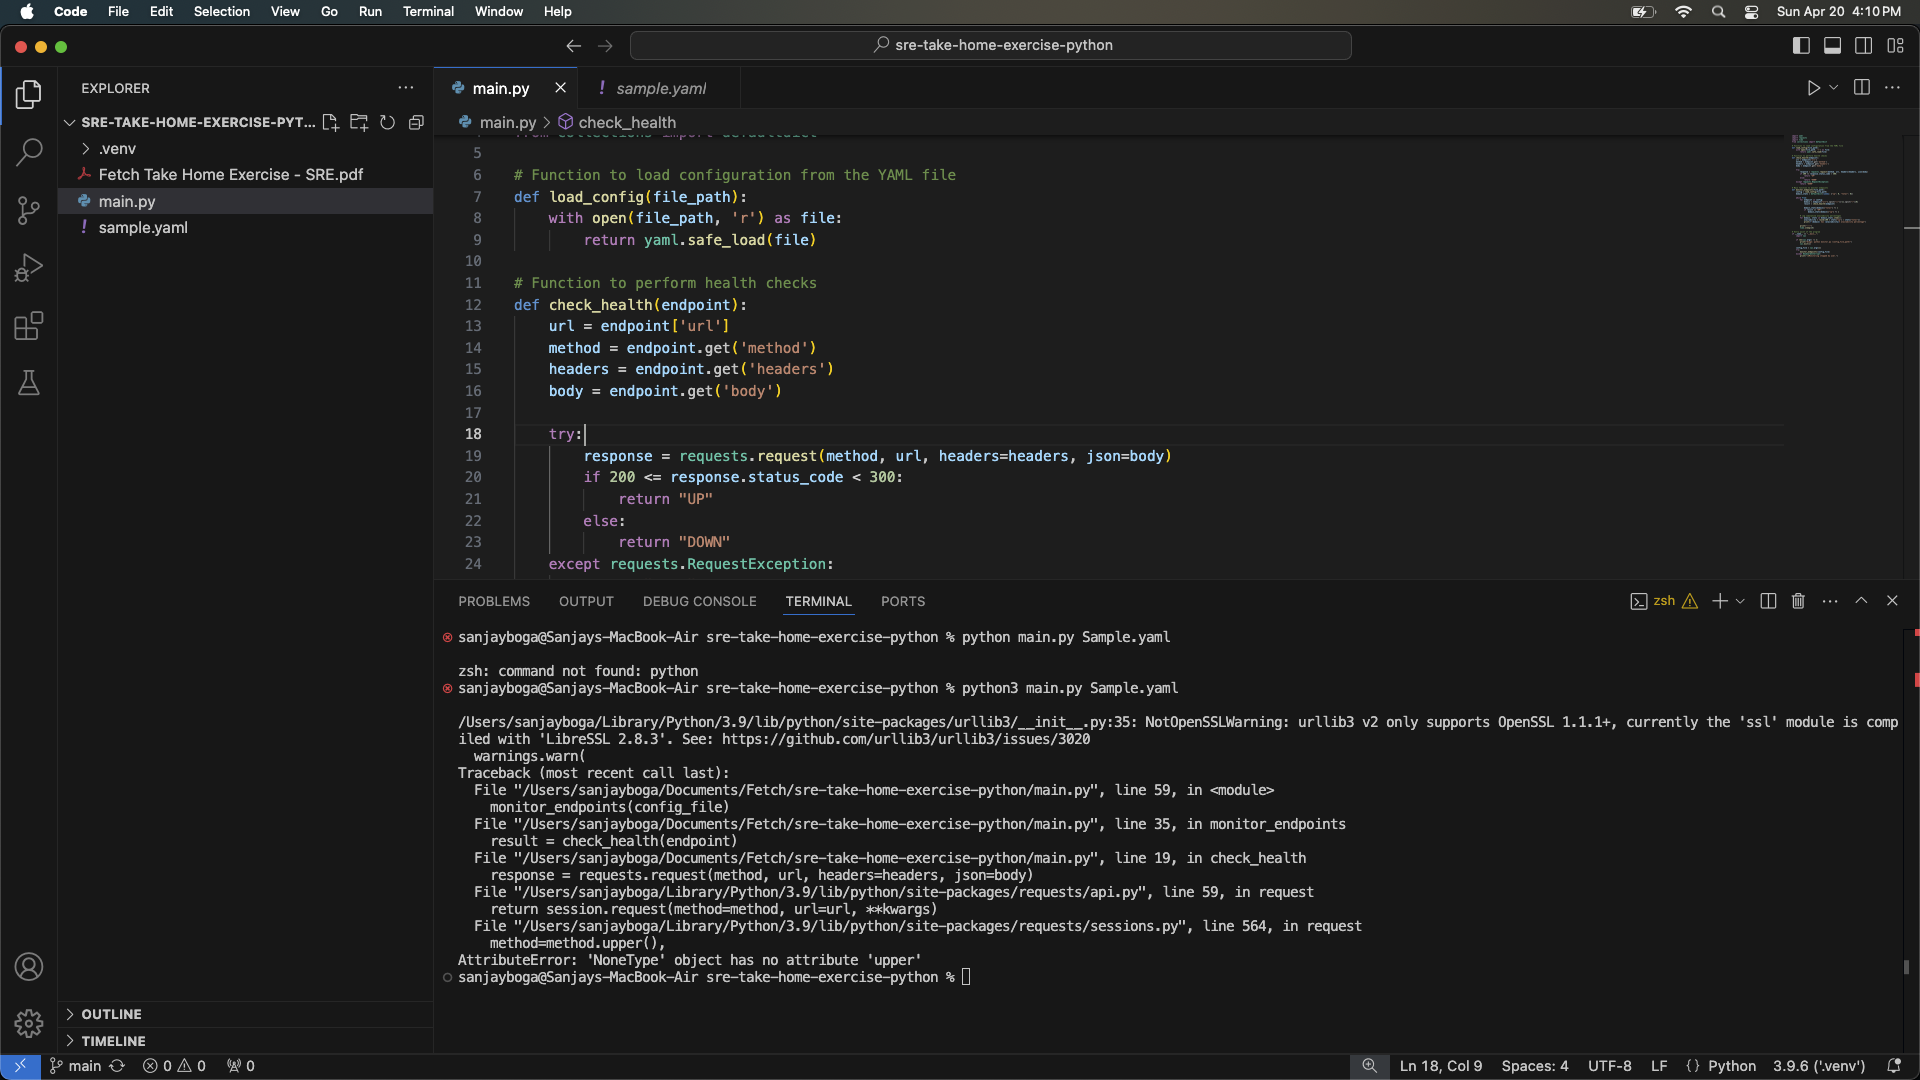 Code File Edit Selection View Go Run Terminal Window Help Sun Apr 20 4:10 PM
sre-take-home-exercise-python
EXPLORER
SRE-TAKE-HOME-EXERCISE-PYT...
.venv
Fetch Take Home Exercise - SRE.pdf
main.py
! sample.yaml
OUTLINE
TIMELINE
main.py ! sample.yaml
main.py > check_health
5
6 # Function to load configuration from the YAML file
7 def load_config(file_path):
8 with open(file_path, 'r') as file:
9 return yaml.safe_load(file)
10
11 # Function to perform health checks
12 def check_health(endpoint):
13 url = endpoint['url']
14 method = endpoint.get('method')
15 headers = endpoint.get('headers')
16 body = endpoint.get('body')
17
18 try:
19 response = requests.request(method, url, headers=headers, json=body)
20 if 200 <= response.status_code < 300:
21 return "UP"
22 else:
23 return "DOWN"
24 except requests.RequestException:
PROBLEMS OUTPUT DEBUG CONSOLE TERMINAL PORTS
zsh
sanjayboga@Sanjays-MacBook-Air sre-take-home-exercise-python % python main.py Sample.yaml
zsh: command not found: python
sanjayboga@Sanjays-MacBook-Air sre-take-home-exercise-python % python3 main.py Sample.yaml
/Users/sanjayboga/Library/Python/3.9/lib/python/site-packages/urllib3/__init__.py:35: NotOpenSSLWarning: urllib3 v2 only supports OpenSSL 1.1.1+, currently the 'ssl' module is comp
iled with 'LibreSSL 2.8.3'. See: https://github.com/urllib3/urllib3/issues/3020
warnings.warn(
Traceback (most recent call last):
File "/Users/sanjayboga/Documents/Fetch/sre-take-home-exercise-python/main.py", line 59, in <module>
monitor_endpoints(config_file)
File "/Users/sanjayboga/Documents/Fetch/sre-take-home-exercise-python/main.py", line 35, in monitor_endpoints
result = check_health(endpoint)
File "/Users/sanjayboga/Documents/Fetch/sre-take-home-exercise-python/main.py", line 19, in check_health
response = requests.request(method, url, headers=headers, json=body)
File "/Users/sanjayboga/Library/Python/3.9/lib/python/site-packages/requests/api.py", line 59, in request
return session.request(method=method, url=url, **kwargs)
File "/Users/sanjayboga/Library/Python/3.9/lib/python/site-packages/requests/sessions.py", line 564, in request
method=method.upper(),
AttributeError: 'NoneType' object has no attribute 'upper'
sanjayboga@Sanjays-MacBook-Air sre-take-home-exercise-python %
main 0 0 0 Ln 18, Col 9 Spaces: 4 UTF-8 LF {} Python 3.9.6 ('.venv')